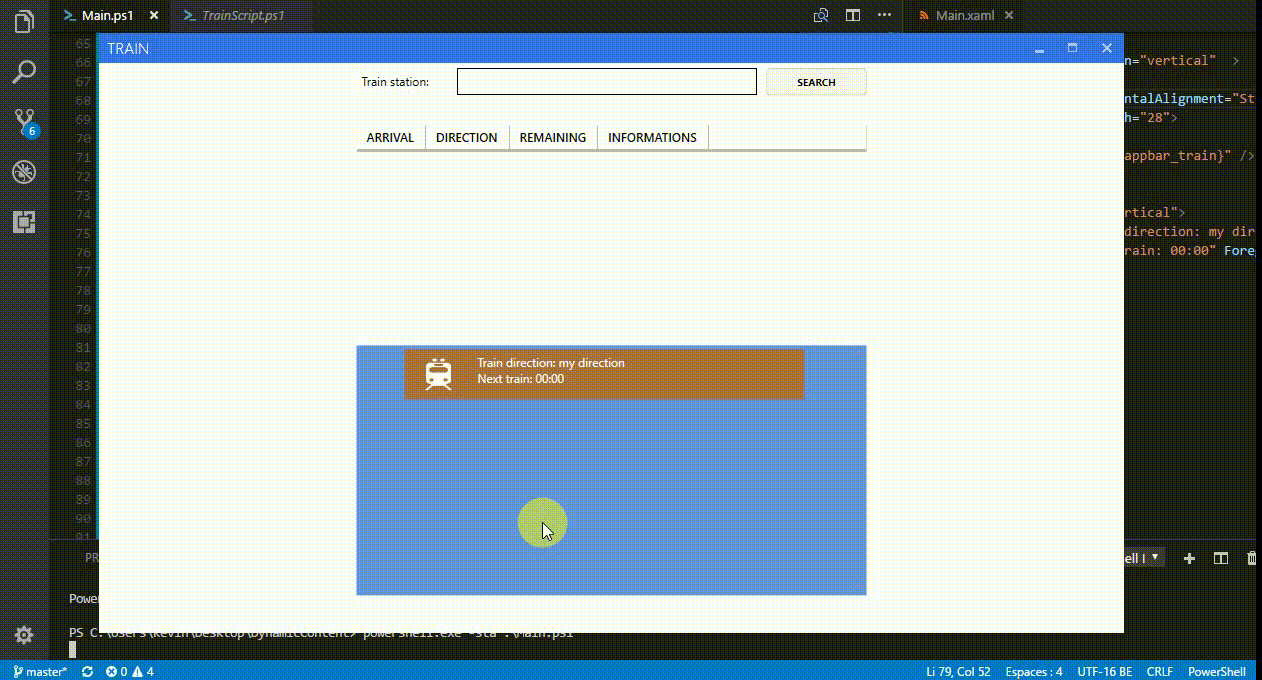 Main.ps1
TrainScript.ps1
Main.xaml
TRAIN
Train station:
SEARCH
ARRIVAL
DIRECTION
REMAINING
INFORMATIONS
Train direction: my direction
Next train: 00:00
65
66
67
68
69
70
71
72
73
74
75
76
77
78
79
80
81
82
83
84
85
86
87
88
89
90
91
n="vertical" >
ntalAlignment="St
h="28">
appbar_train}" />
rtical">
direction: my dir
rain: 00:00" Fore
6
PR
ell I
Power
PS C:\Users\kevin\Desktop\DynamicContent> powershell.exe -sta .\Main.ps1
master*
0
4
Li 79, Col 52
Espaces : 4
UTF-16 BE
CRLF
PowerShell